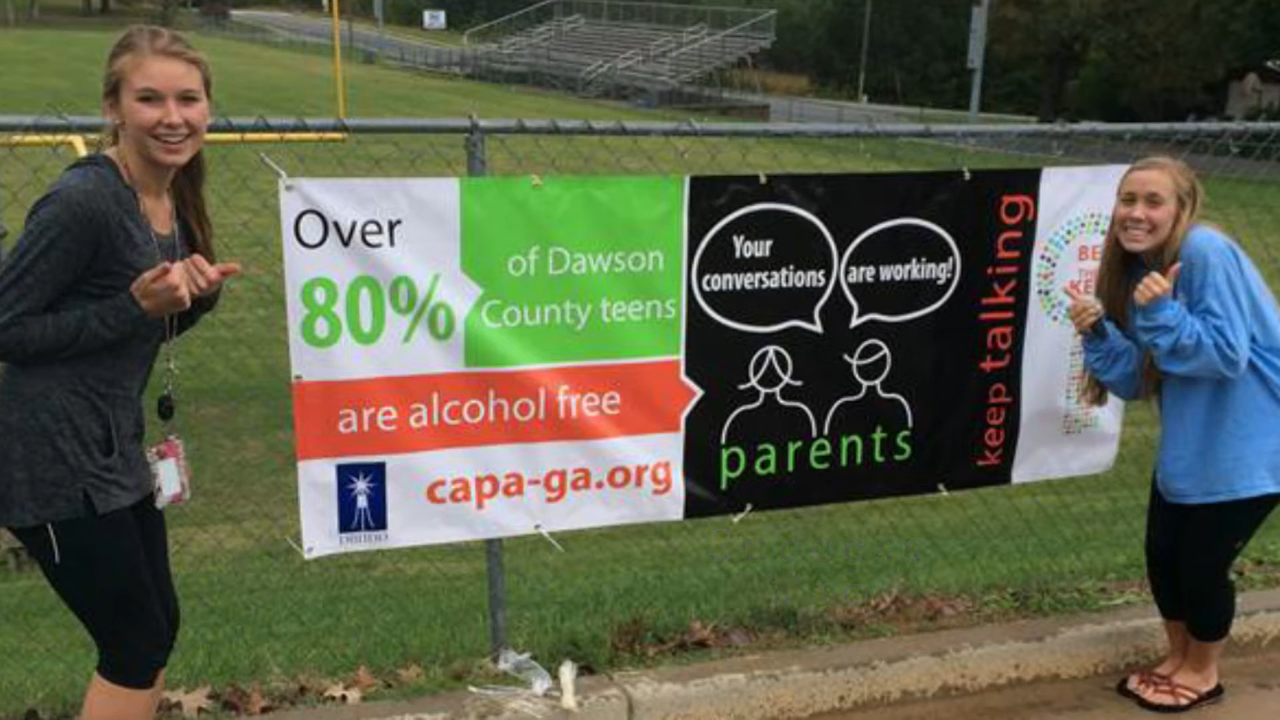 Over
80%
of Dawson
County teens
are alcohol free
capa-ga.org
Your
conversations
are working!
parents
keep talking
BE